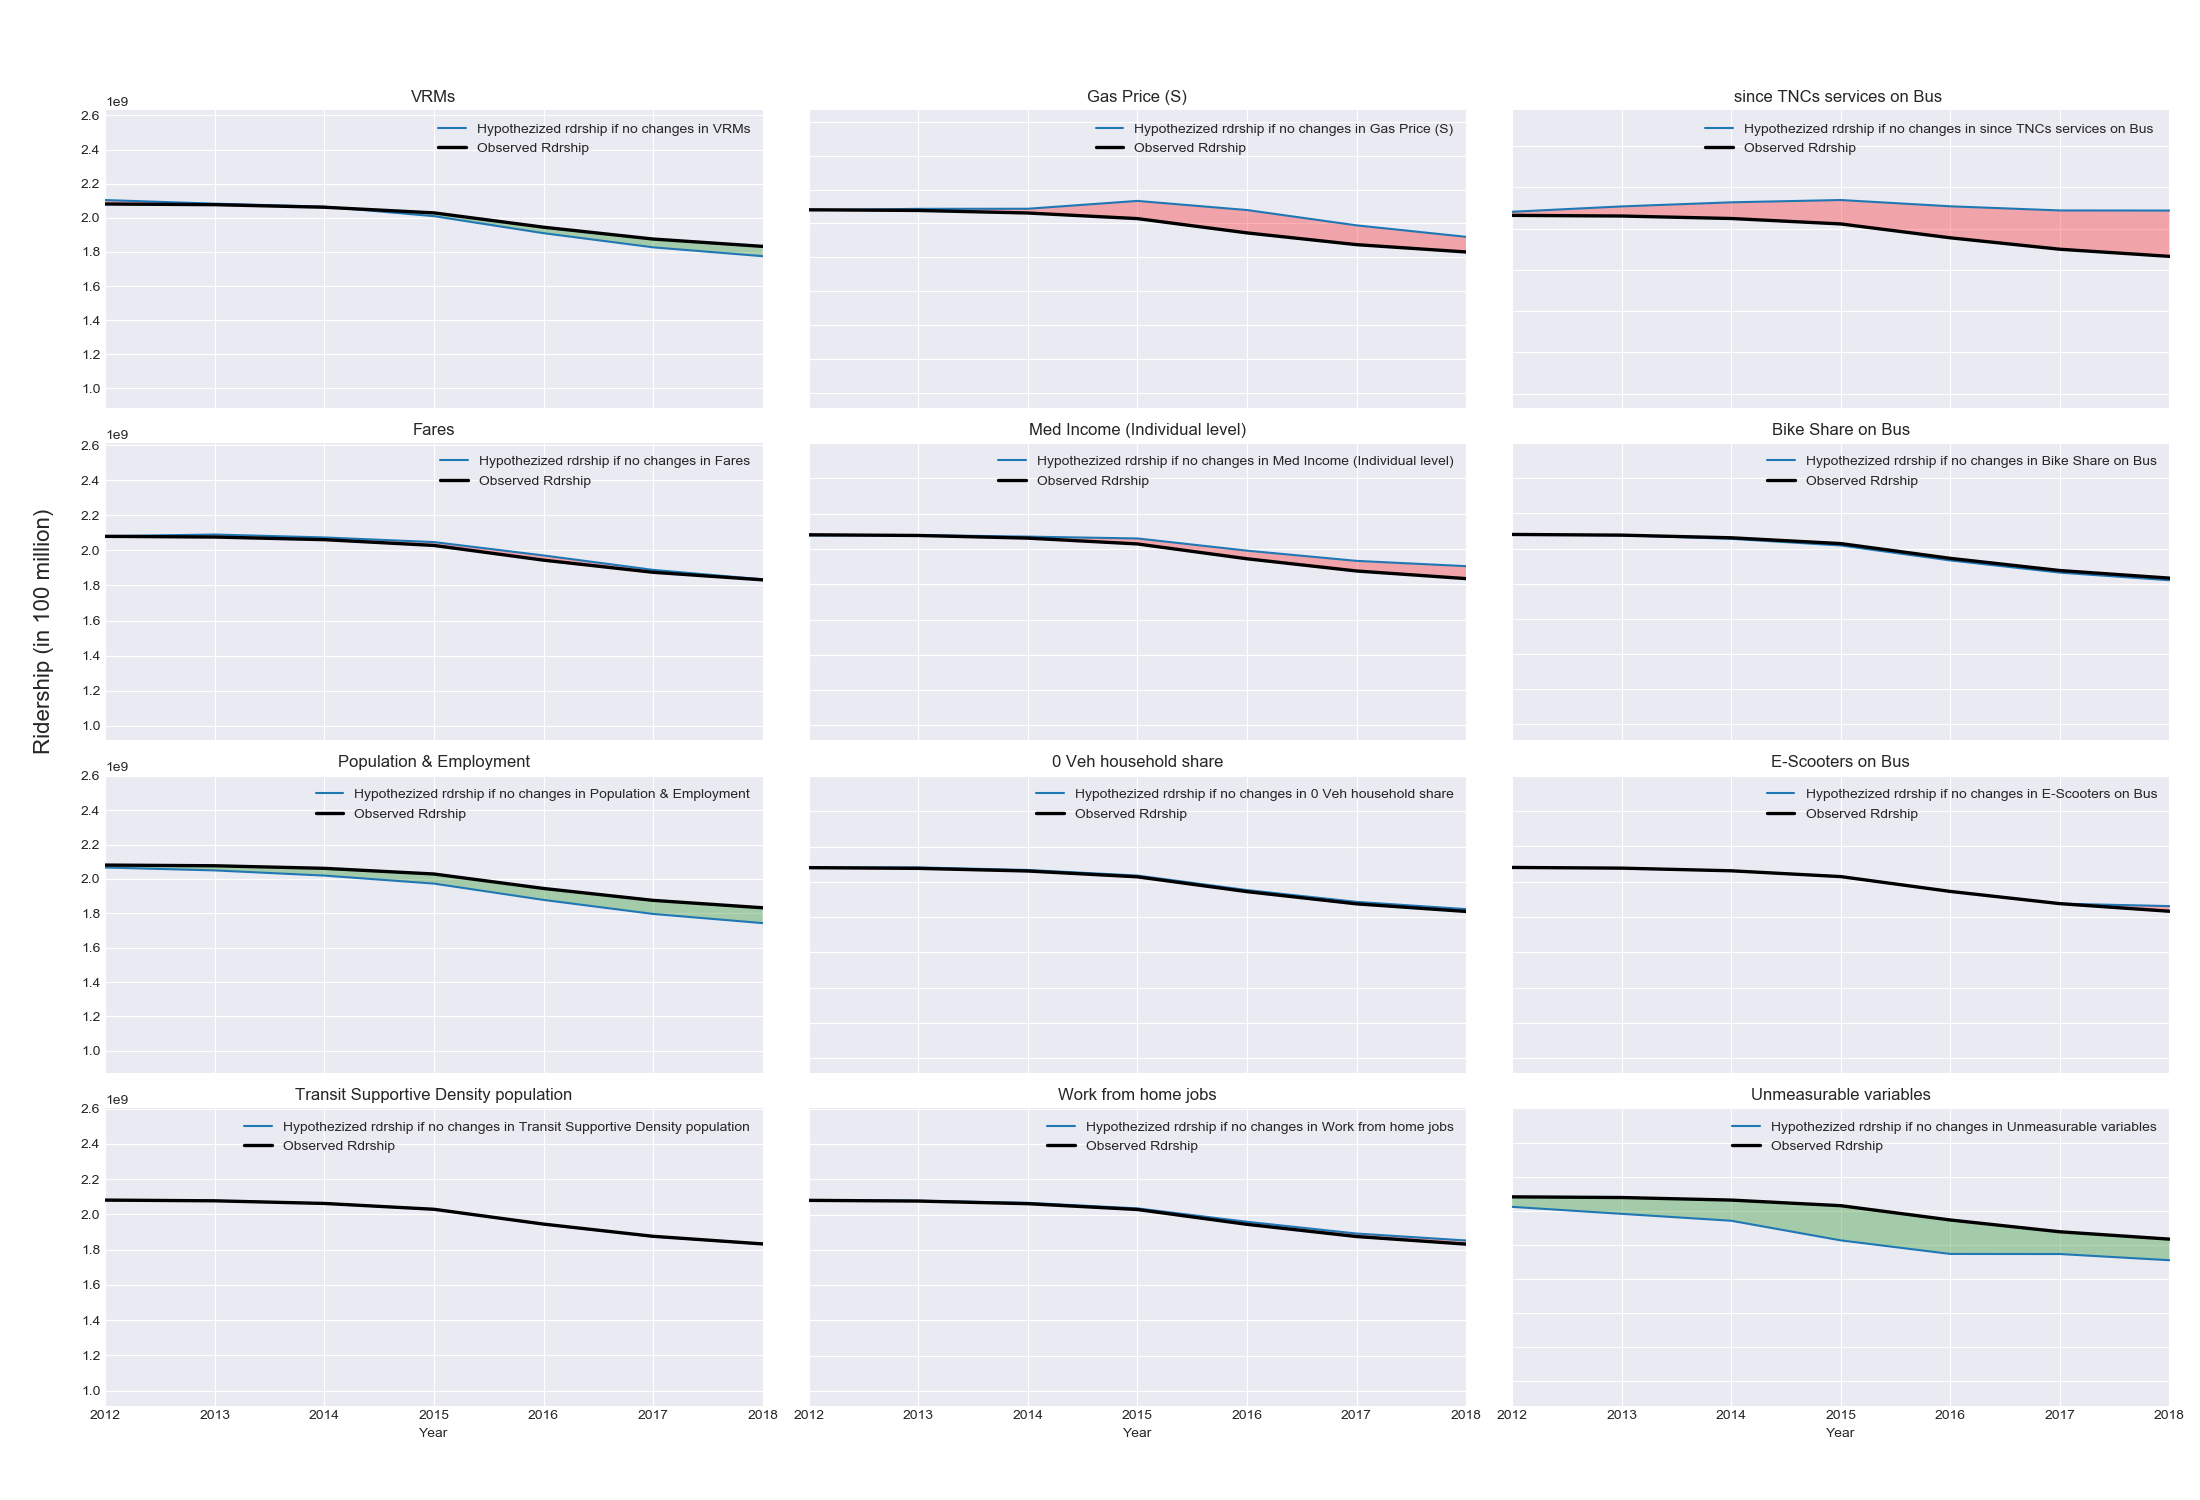 Ridership (in 100 million)
VRMs
1e9
Hypothezized rdrship if no changes in VRMs
Observed Rdrship
2.6
2.4
2.2
2.0
1.8
1.6
1.4
1.2
1.0
Gas Price (S)
Hypothezized rdrship if no changes in Gas Price (S)
Observed Rdrship
since TNCs services on Bus
Hypothezized rdrship if no changes in since TNCs services on Bus
Observed Rdrship
Fares
1e9
Hypothezized rdrship if no changes in Fares
Observed Rdrship
2.6
2.4
2.2
2.0
1.8
1.6
1.4
1.2
1.0
Med Income (Individual level)
Hypothezized rdrship if no changes in Med Income (Individual level)
Observed Rdrship
Bike Share on Bus
Hypothezized rdrship if no changes in Bike Share on Bus
Observed Rdrship
Population & Employment
1e9
Hypothezized rdrship if no changes in Population & Employment
Observed Rdrship
2.6
2.4
2.2
2.0
1.8
1.6
1.4
1.2
1.0
0 Veh household share
Hypothezized rdrship if no changes in 0 Veh household share
Observed Rdrship
E-Scooters on Bus
Hypothezized rdrship if no changes in E-Scooters on Bus
Observed Rdrship
Transit Supportive Density population
1e9
Hypothezized rdrship if no changes in Transit Supportive Density population
Observed Rdrship
2.6
2.4
2.2
2.0
1.8
1.6
1.4
1.2
1.0
2012 2013 2014 2015 2016 2017 2018
Year
Work from home jobs
Hypothezized rdrship if no changes in Work from home jobs
Observed Rdrship
2012 2013 2014 2015 2016 2017 2018
Year
Unmeasurable variables
Hypothezized rdrship if no changes in Unmeasurable variables
Observed Rdrship
2012 2013 2014 2015 2016 2017 2018
Year